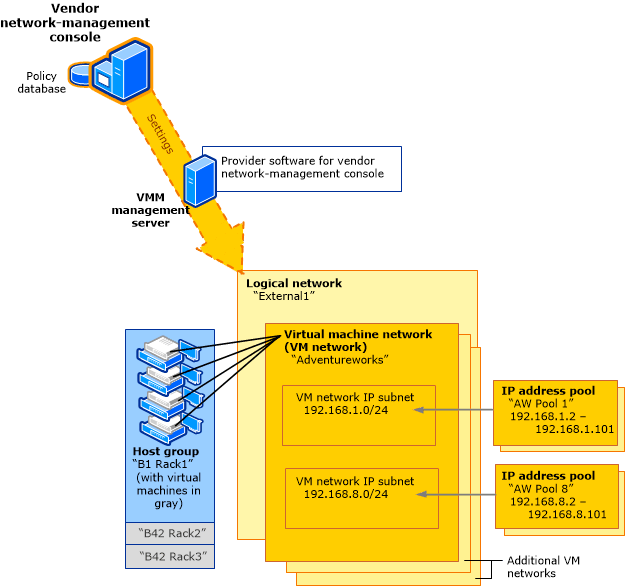 Vendor
network-management
console
Policy
database
Settings
Provider software for vendor
network-management console
VMM
management
server
Logical network
“External1”
Virtual machine network
(VM network)
“Adventureworks”
VM network IP subnet
192.168.1.0/24
IP address pool
“AW Pool 1”
192.168.1.2 –
192.168.1.101
Host group
“B1 Rack1”
(with virtual
machines in
gray)
VM network IP subnet
192.168.8.0/24
IP address pool
“AW Pool 8”
192.168.8.2 –
192.168.8.101
“B42 Rack2”
“B42 Rack3”
Additional VM
networks